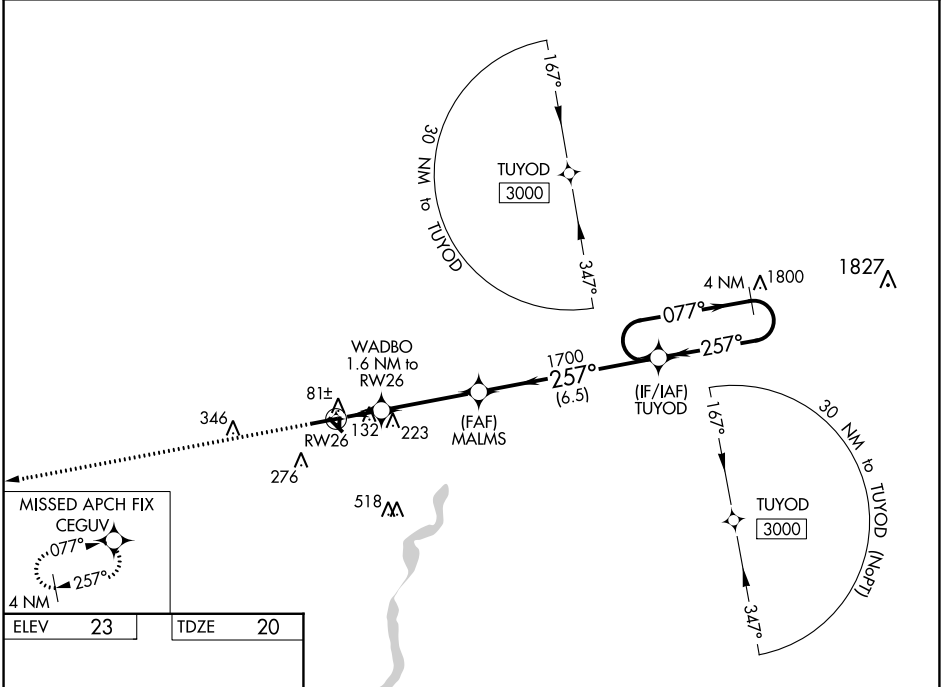 167°
30 NM to TUYOD
TUYOD
3000
347°
4 NM
1800
1827
077°
257°
WADBO
1.6 NM to
RW26
1700
257°
(6.5)
(IF/IAF)
TUYOD
(FAF)
MALMS
81±
346
132
223
RW26
276
518
167°
30 NM to TUYOD (NoPT)
TUYOD
3000
347°
MISSED APCH FIX
CEGUV
077°
257°
4 NM
ELEV 23
TDZE 20